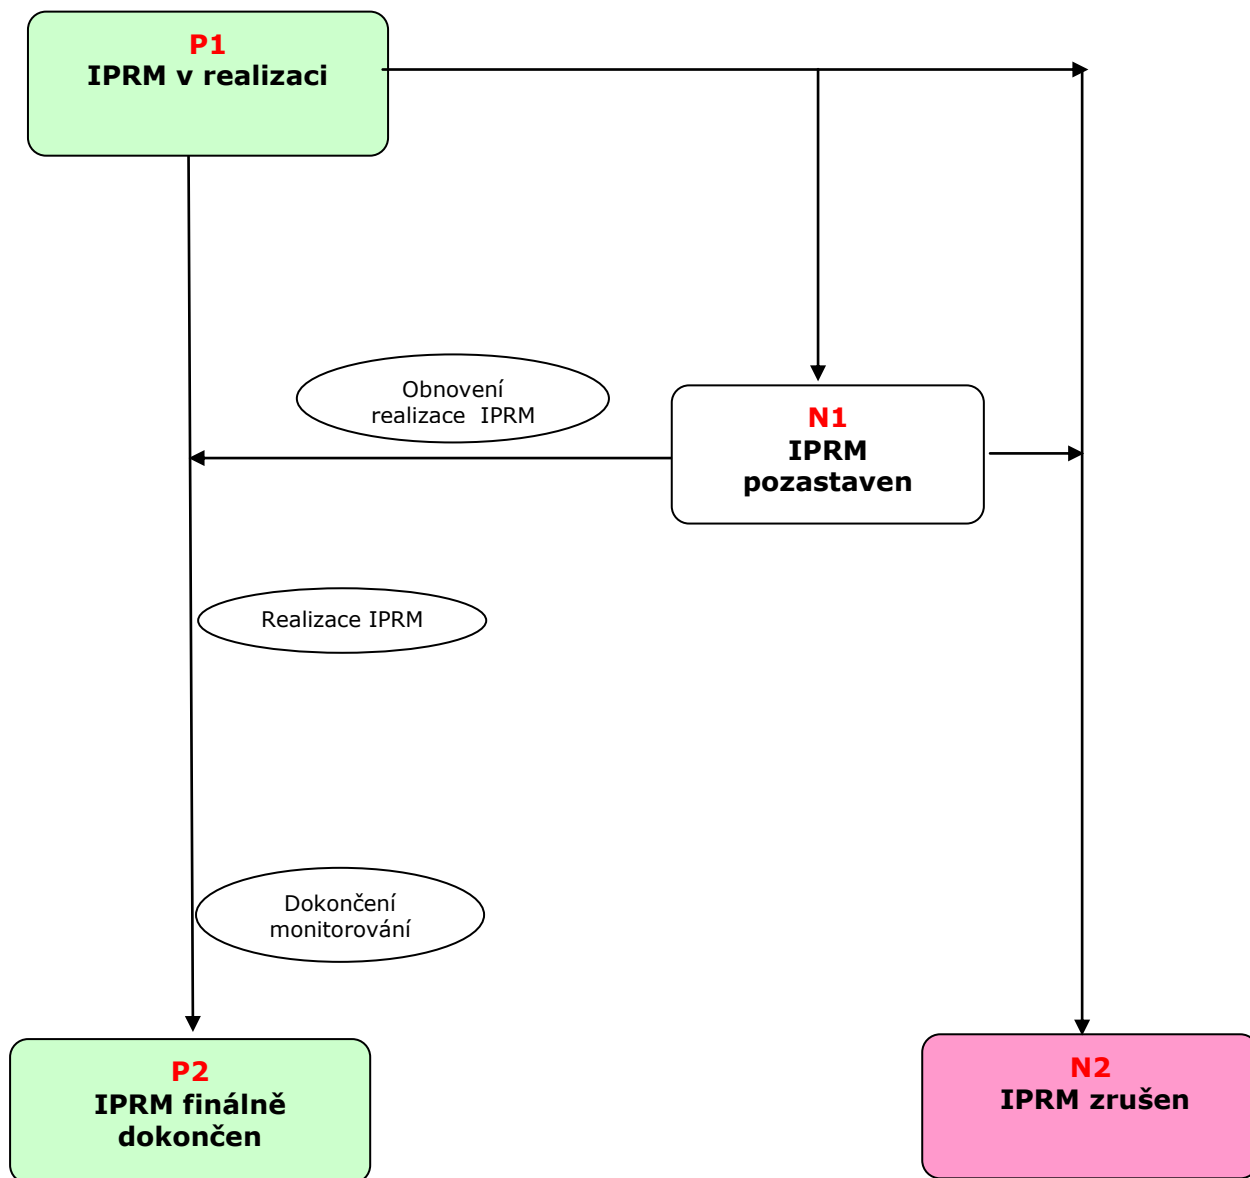 P1
IPRM v realizaci
Obnovení
realizace IPRM
N1
IPRM
pozastaven
Realizace IPRM
Dokončení
monitorování
P2
IPRM finálně
dokončen
N2
IPRM zrušen